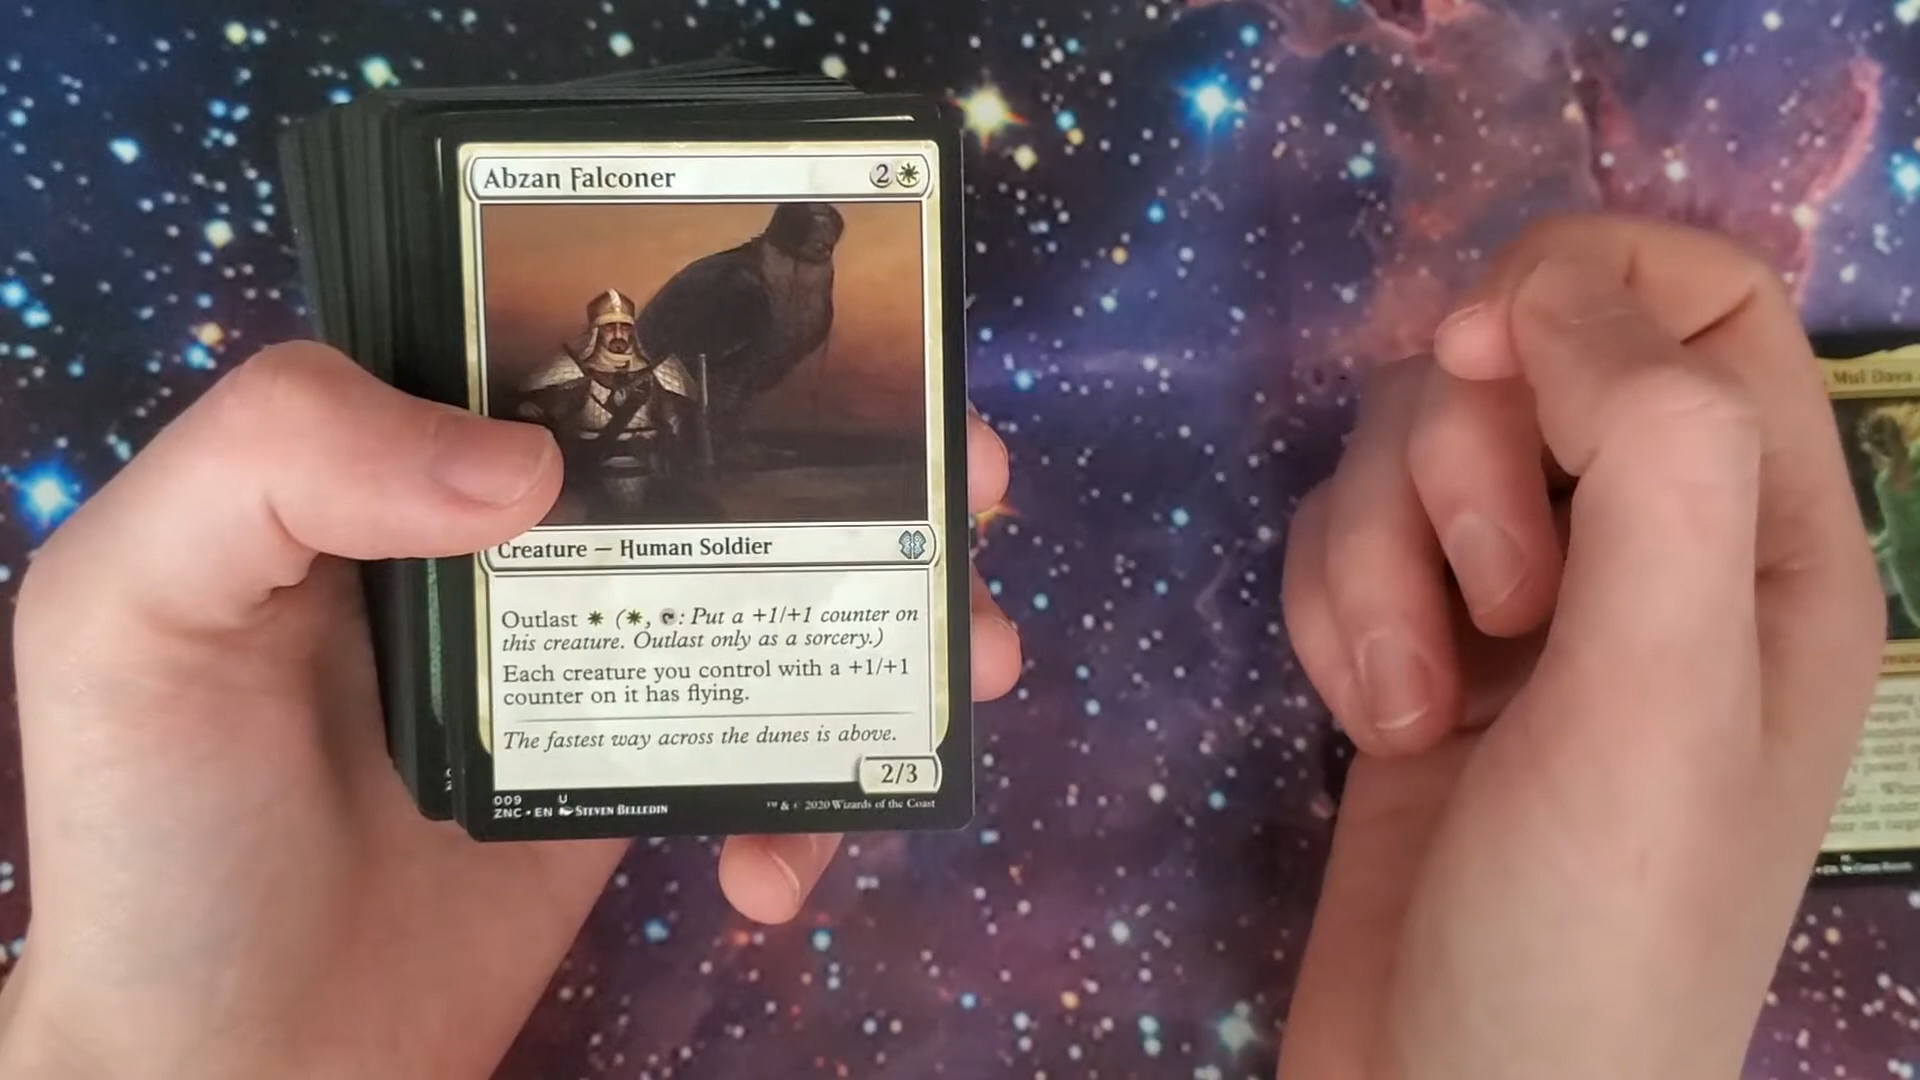 Abzan Falconer 2
Creature — Human Soldier
Outlast (, : Put a +1/+1 counter on
this creature. Outlast only as a sorcery.)
Each creature you control with a +1/+1
counter on it has flying.
The fastest way across the dunes is above.
2/3
009 U
ZNC • EN Steven Belledin
™ & © 2020 Wizards of the Coast
Mul Daya